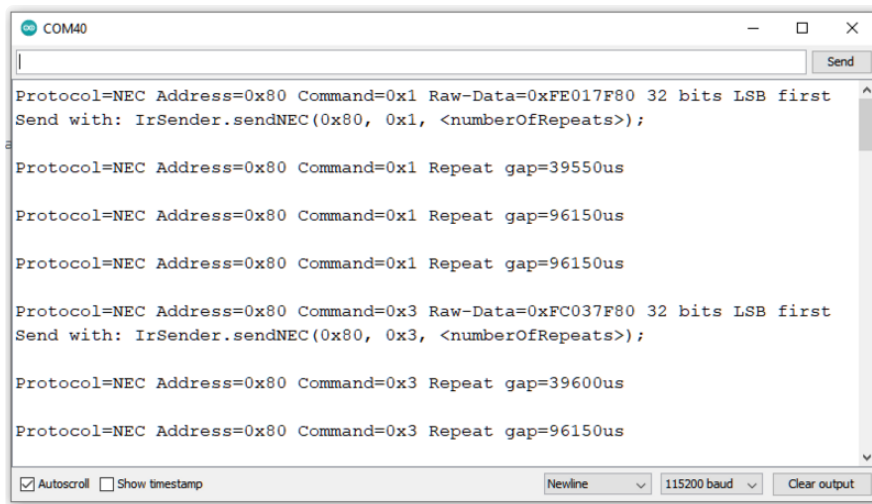 COM40
Send
Protocol=NEC Address=0x80 Command=0x1 Raw-Data=0xFE017F80 32 bits LSB first
Send with: IrSender.sendNEC(0x80, 0x1, <numberOfRepeats>);
Protocol=NEC Address=0x80 Command=0x1 Repeat gap=39550us
Protocol=NEC Address=0x80 Command=0x1 Repeat gap=96150us
Protocol=NEC Address=0x80 Command=0x1 Repeat gap=96150us
Protocol=NEC Address=0x80 Command=0x3 Raw-Data=0xFC037F80 32 bits LSB first
Send with: IrSender.sendNEC(0x80, 0x3, <numberOfRepeats>);
Protocol=NEC Address=0x80 Command=0x3 Repeat gap=39600us
Protocol=NEC Address=0x80 Command=0x3 Repeat gap=96150us
Autoscroll Show timestamp Newline 115200 baud Clear output